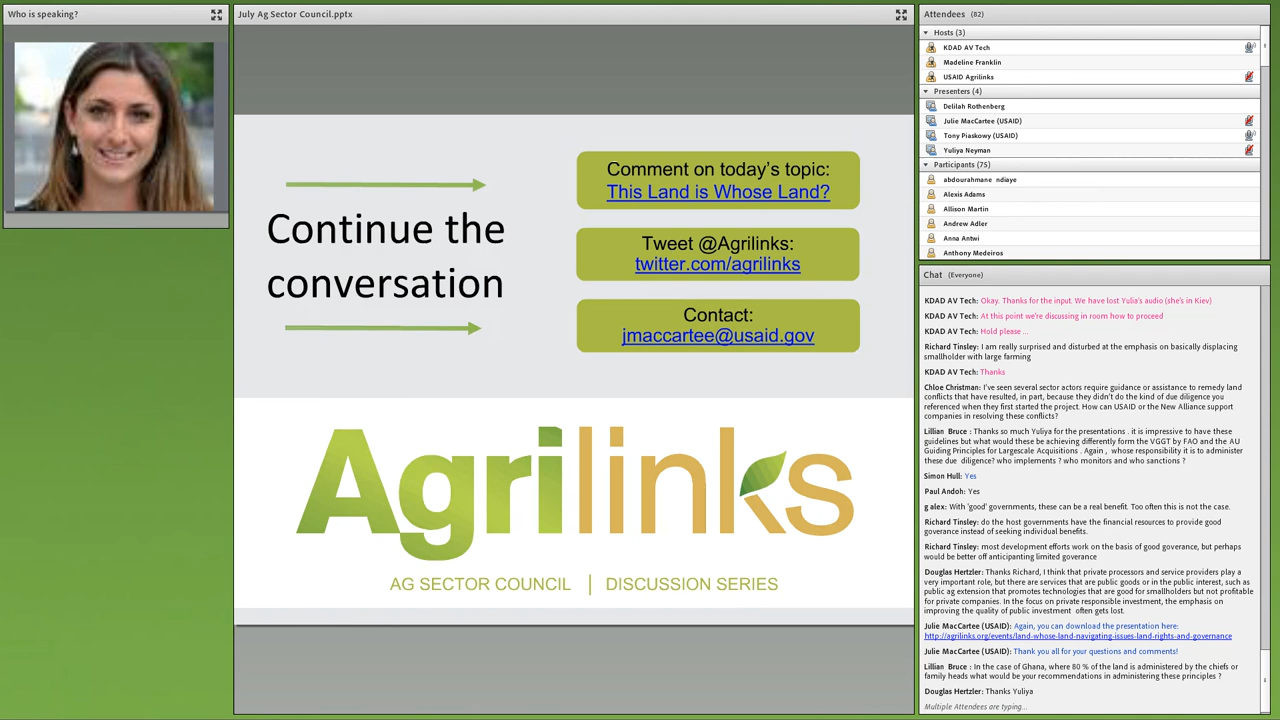 Who is speaking?
July Ag Sector Council.pptx
Continue the
conversation
Comment on today's topic:
This Land is Whose Land?
Tweet @Agrilinks:
twitter.com/agrilinks
Contact:
jmaccartee@usaid.gov
Agrilinks
AG SECTOR COUNCIL | DISCUSSION SERIES
Attendees (82)
Hosts (3)
KDAD AV Tech
Madeline Franklin
USAID Agrilinks
Presenters (4)
Delilah Rothenberg
Julie MacCartee (USAID)
Tony Piaskowy (USAID)
Yuliya Neyman
Participants (75)
abdourahmane ndiaye
Alexis Adams
Allison Martin
Andrew Adler
Anna Antwi
Anthony Medeiros
Chat (Everyone)
KDAD AV Tech: Okay. Thanks for the input. We have lost Yulia's audio (she's in Kiev)
KDAD AV Tech: At this point we're discussing in room how to proceed
KDAD AV Tech: Hold please ...
Richard Tinsley: I am really surprised and disturbed at the emphasis on basically displacing
smallholder with large farming
KDAD AV Tech: Thanks
Chloe Christman: I've seen several sector actors require guidance or assistance to remedy land
conflicts that have resulted, in part, because they didn't do the kind of due diligence you
referenced when they first started the project. How can USAID or the New Alliance support
companies in resolving these conflicts?
Lillian Bruce : Thanks so much Yuliya for the presentations . it is impressive to have these
guidelines but what would these be achieving differently form the VGGT by FAO and the AU
Guiding Principles for Largescale Acquisitions . Again , whose responsibility it is to administer
these due diligence? who implements ? who monitors and who sanctions ?
Simon Hull: Yes
Paul Andoh: Yes
g alex: With 'good' governments, these can be a real benefit. Too often this is not the case.
Richard Tinsley: do the host governments have the financial resources to provide good
goverance instead of seeking individual benefits.
Richard Tinsley: most development efforts work on the basis of good goverance, but perhaps
would be better off anticipanting limited goverance
Douglas Hertzler: Thanks Richard, I think that private processors and service providers play a
very important role, but there are services that are public goods or in the public interest, such as
public ag extension that promotes technologies that are good for smallholders but not profitable
for private companies. In the focus on private responsible investment, the emphasis on
improving the quality of public investment often gets lost.
Julie MacCartee (USAID): Again, you can download the presentation here:
http://agrilinks.org/events/land-whose-land-navigating-issues-land-rights-and-governance
Julie MacCartee (USAID): Thank you all for your questions and comments!
Lillian Bruce : In the case of Ghana, where 80 % of the land is administered by the chiefs or
family heads what would be your recommendations in administering these principles ?
Douglas Hertzler: Thanks Yuliya
Multiple Attendees are typing...